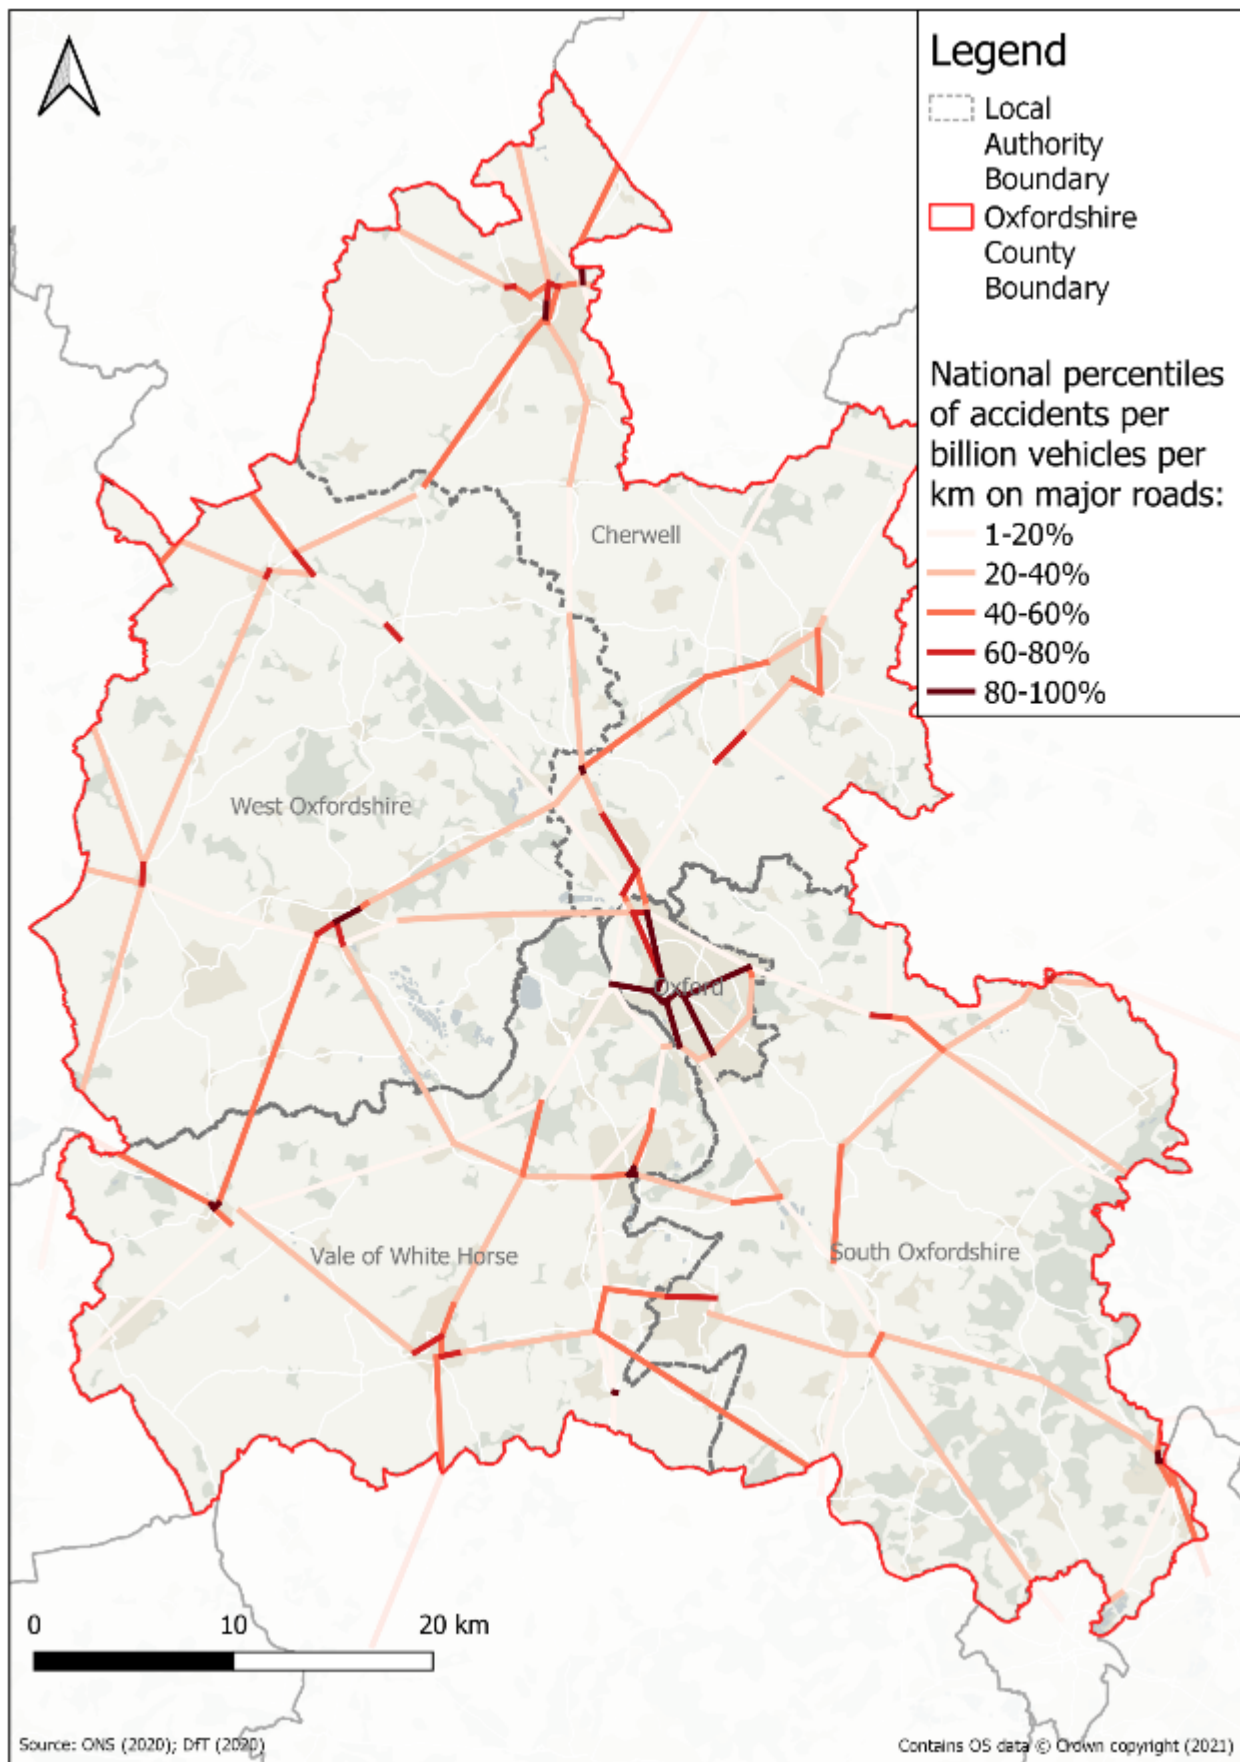 Legend
Local
Authority
Boundary
Oxfordshire
County
Boundary
National percentiles
of accidents per
billion vehicles per
km on major roads:
1-20%
20-40%
40-60%
60-80%
80-100%
Cherwell
West Oxfordshire
Oxford
Vale of White Horse
South Oxfordshire
0 10 20 km
Source: ONS (2020); DfT (2020)
Contains OS data © Crown copyright (2021)